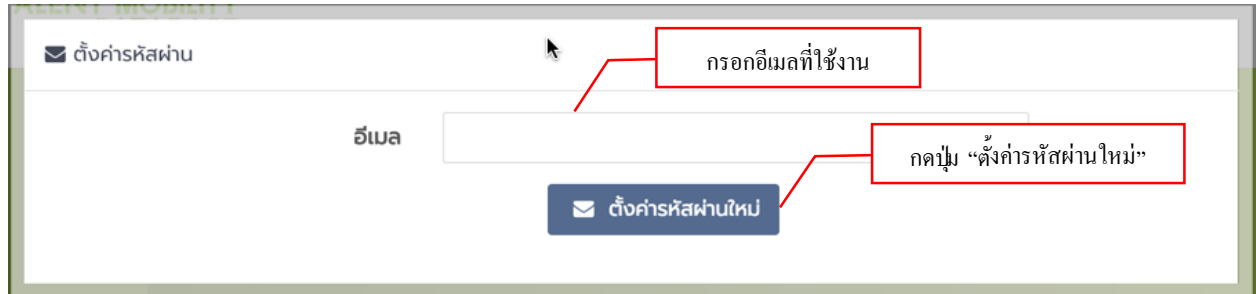 ALENT MOBILITY
ตั้งค่ารหัสผ่าน
กรอกอีเมลที่ใช้งาน
อีเมล
กดปุ่ม “ตั้งค่ารหัสผ่านใหม่”
ตั้งค่ารหัสผ่านใหม่